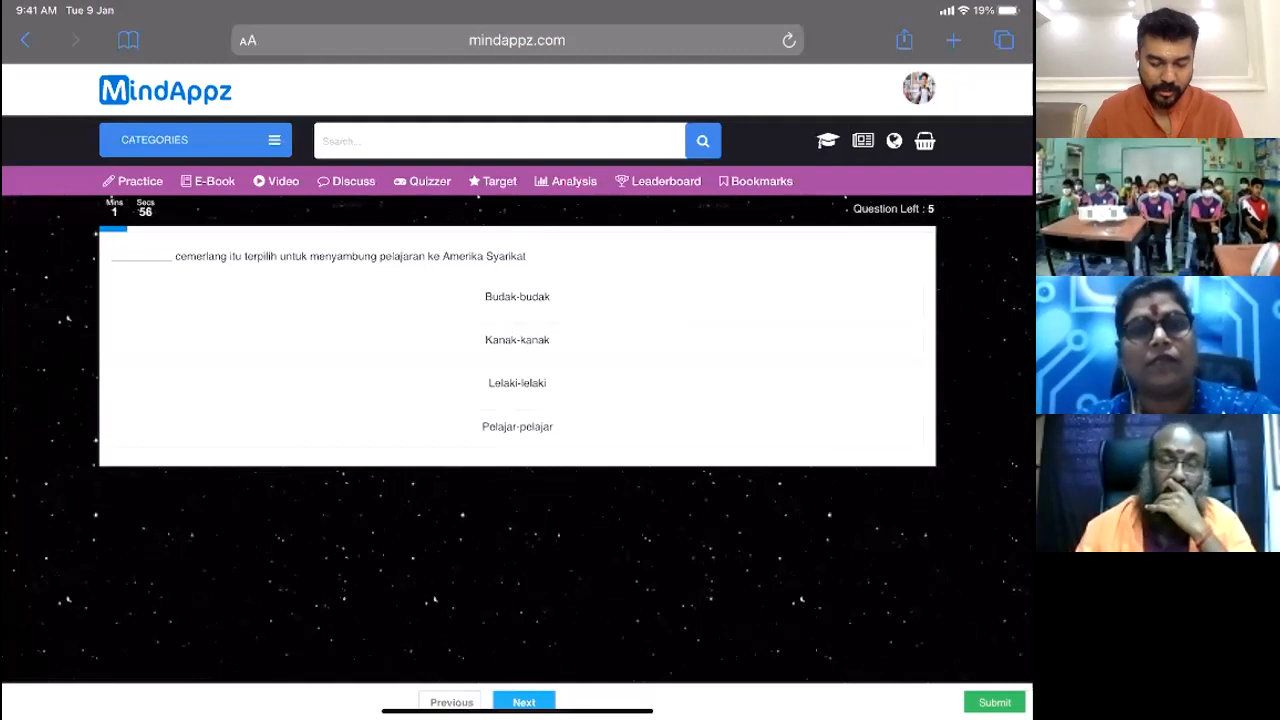 9:41 AM Tue 9 Jan
19%
AA
mindappz.com
MindAppz
CATEGORIES
Search...
Practice
E-Book
Video
Discuss
Quizzer
Target
Analysis
Leaderboard
Bookmarks
Mins Secs
1 56
Question Left : 5
__________ cemerlang itu terpilih untuk menyambung pelajaran ke Amerika Syarikat
Budak-budak
Kanak-kanak
Lelaki-lelaki
Pelajar-pelajar
Previous
Next
Submit